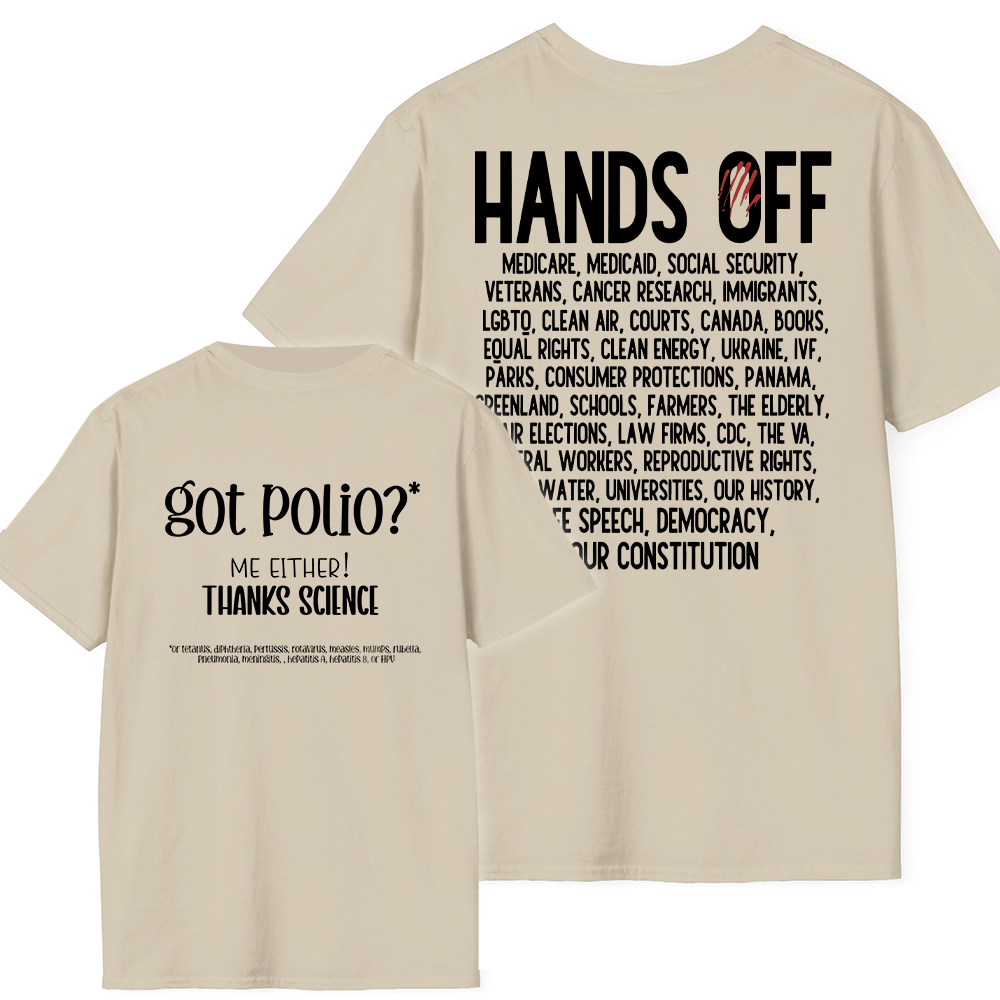 HANDS OFF
MEDICARE, MEDICAID, SOCIAL SECURITY,
VETERANS, CANCER RESEARCH, IMMIGRANTS,
LGBTQ, CLEAN AIR, COURTS, CANADA, BOOKS,
EQUAL RIGHTS, CLEAN ENERGY, UKRAINE, IVF,
PARKS, CONSUMER PROTECTIONS, PANAMA,
GREENLAND, SCHOOLS, FARMERS, THE ELDERLY,
ELECTIONS, LAW FIRMS, CDC, THE VA,
WORKERS, REPRODUCTIVE RIGHTS,
WATER, UNIVERSITIES, OUR HISTORY,
SPEECH, DEMOCRACY,
OUR CONSTITUTION
got polio?*
ME EITHER!
THANKS SCIENCE
*or tetanus, diphtheria, pertussis, rotavirus, measles, mumps, rubella,
pneumonia, meningitis, , hepatitis A, hepatitis B, or HPV